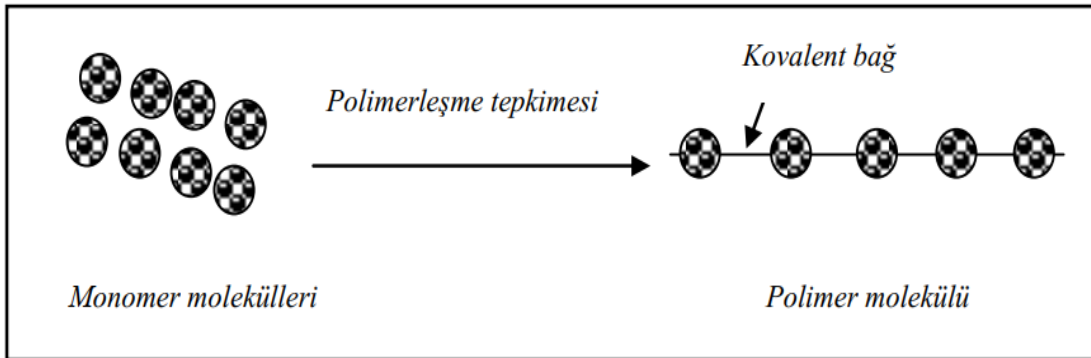 Kovalent bağ
Polimerleşme tepkimesi
Monomer molekülleri
Polimer molekülü